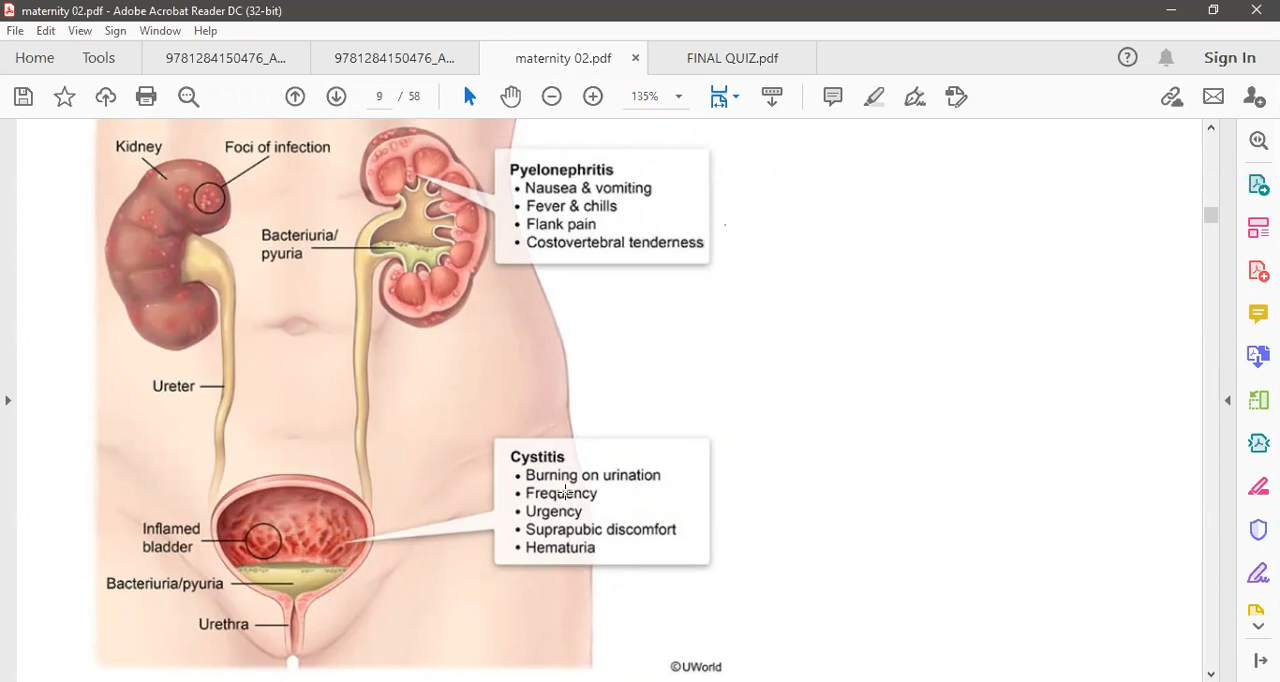 maternity 02.pdf - Adobe Acrobat Reader DC (32-bit)
File Edit View Sign Window Help
Home Tools 9781284150476_A... 9781284150476_A... maternity 02.pdf × FINAL QUIZ.pdf Sign In
9 / 58 135%
Kidney Foci of infection
Bacteriuria/
pyuria
Pyelonephritis
• Nausea & vomiting
• Fever & chills
• Flank pain
• Costovertebral tenderness
Ureter
Cystitis
• Burning on urination
• Frequency
• Urgency
• Suprapubic discomfort
• Hematuria
Inflamed
bladder
Bacteriuria/pyuria
Urethra
©UWorld